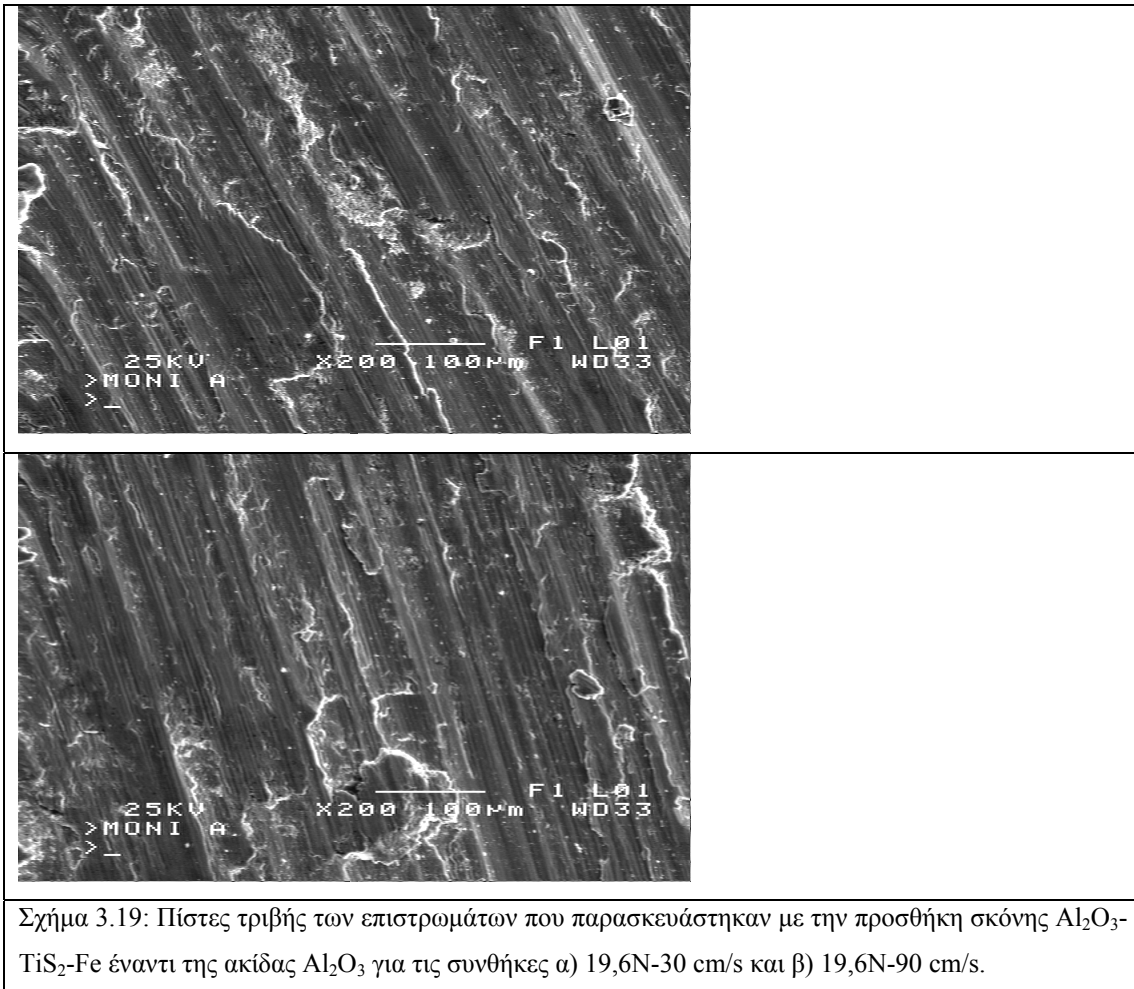 F1 L01
25KV X200 100µm WD33
>MONI A
>_
F1 L01
25KV X200 100µm WD33
>MONI A
>_
Σχήμα 3.19: Πίστες τριβής των επιστρωμάτων που παρασκευάστηκαν με την προσθήκη σκόνης Al₂O₃-
TiS₂-Fe έναντι της ακίδας Al₂O₃ για τις συνθήκες α) 19,6N-30 cm/s και β) 19,6N-90 cm/s.